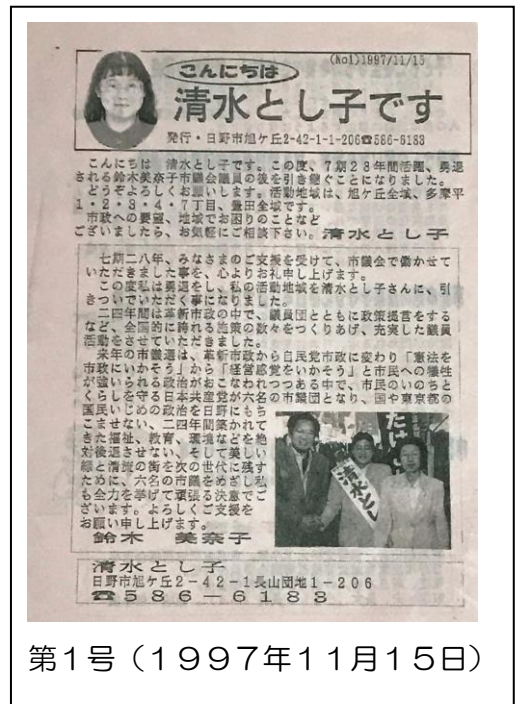 (No1)1997/11/15
こんにちは
清水とし子です
発行・日野市旭ケ丘2-42-1-1-206☎586-6183
こんにちは 清水とし子です。この度、7期28年間活躍、勇退
される鈴木美奈子市議会議員の後を引き継ぐことになりました。
どうぞよろしくお願いします。活動地域は、旭ケ丘全域、多摩平
1・2・3・4・7丁目、豊田全域です。
市政への要望、地域でお困りのことなど
ございましたら、お気軽にご相談下さい。清水とし子
七期二八年、みなさまのご支援を受けて、市議会で働かせて
いただきました事を、心よりお礼申し上げます。
この度私は勇退をし、私の活動地域を清水とし子さんに、引
きついでいただく事になりました。
二四年間は革新市政の中で、議員団とともに政策提言をする
など、全国的に誇れる施策の数々をつくりあげ、充実した議員
活動をさせていただきました。
来年の市議選は、革新市政から自民党市政に変わり「憲法を
市政にいかそう」から「経営感覚をいかそう」と市民への犠牲
が強いられる政治がおこなわれつつある中で、市民のいのちと
くらしを守る日本共産党が六名の市議団となり、国や東京都の
国民いじめの政治を日野にもち
こませない、二四年間築かれて
きた福祉、教育、環境などを絶
対後退させない、そして美しい
緑と清流の街を次の世代に残す
ために、六名の市議をめざし私
も全力を挙げて頑張る決意でご
ざいます。よろしくご支援を
お願い申し上げます。
鈴木 美奈子
清水とし
清水とし子
日野市旭ケ丘2-42-1長山団地1-206
☎586-6183
第1号(1997年11月15日)